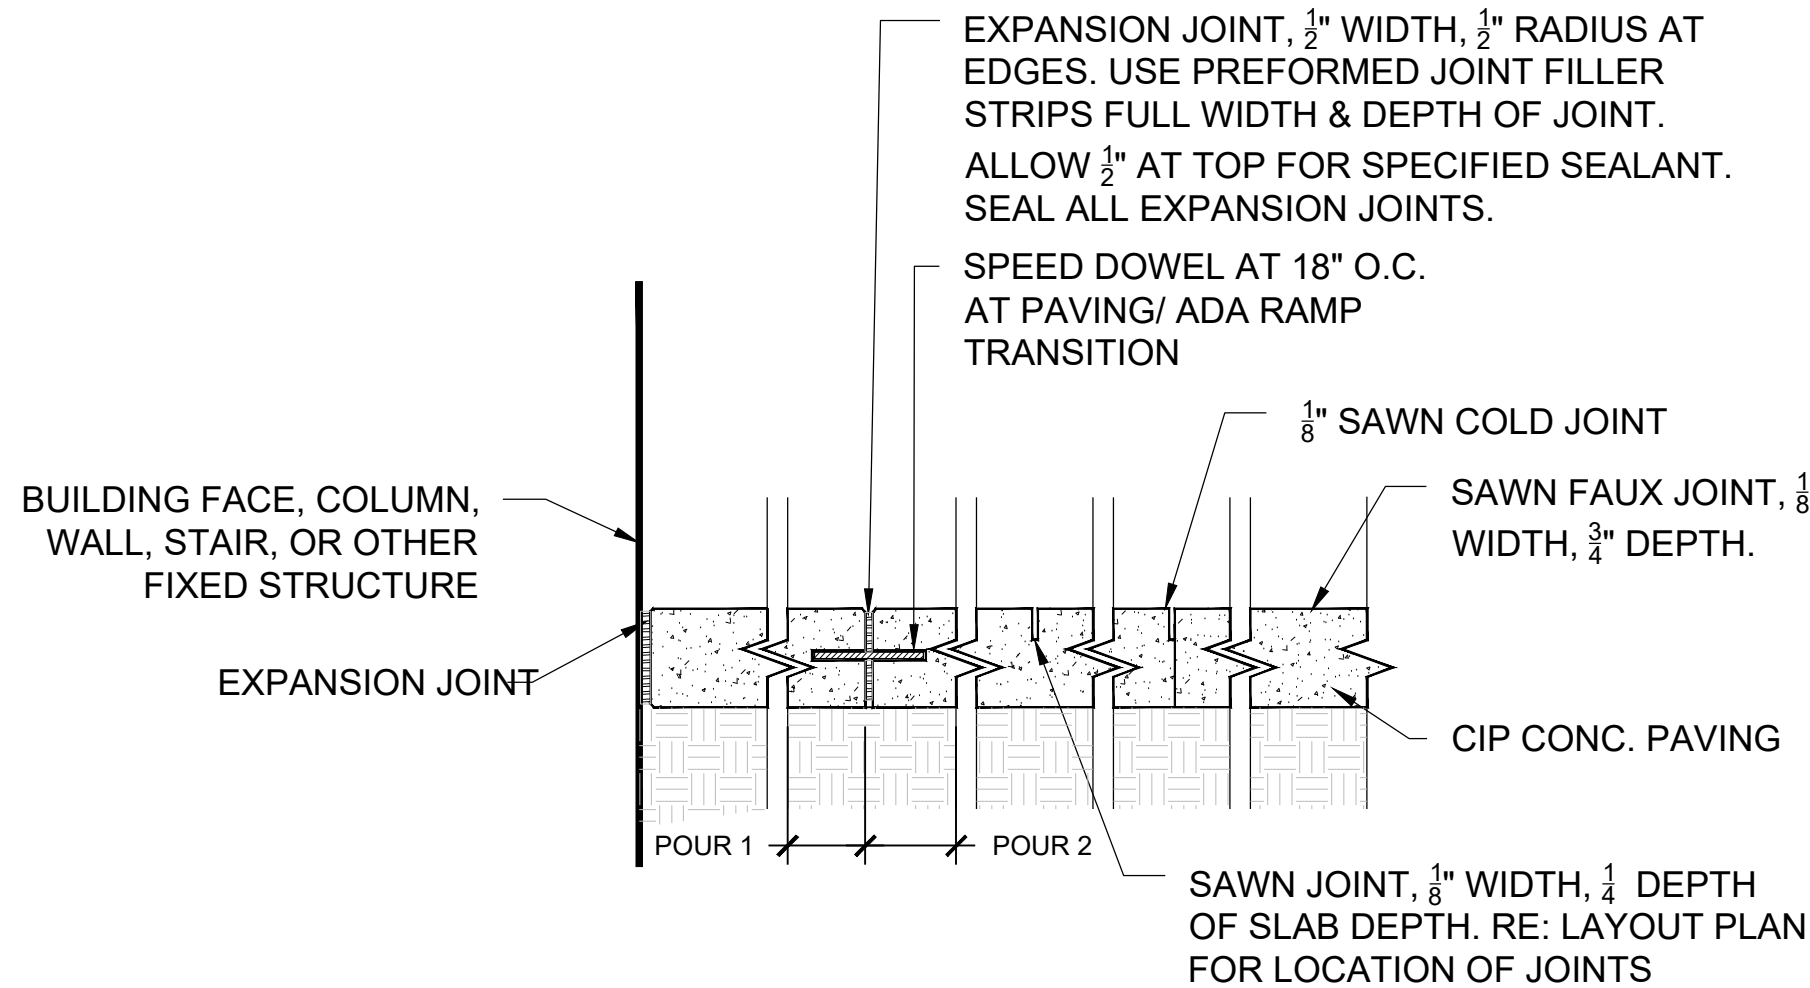 EXPANSION JOINT, 1/2" WIDTH, 1/2" RADIUS AT
EDGES. USE PREFORMED JOINT FILLER
STRIPS FULL WIDTH & DEPTH OF JOINT.
ALLOW 1/2" AT TOP FOR SPECIFIED SEALANT.
SEAL ALL EXPANSION JOINTS.
SPEED DOWEL AT 18" O.C.
AT PAVING/ ADA RAMP
TRANSITION
1/8" SAWN COLD JOINT
SAWN FAUX JOINT, 1/8
WIDTH, 3/4" DEPTH.
BUILDING FACE, COLUMN,
WALL, STAIR, OR OTHER
FIXED STRUCTURE
EXPANSION JOINT
CIP CONC. PAVING
POUR 1
POUR 2
SAWN JOINT, 1/8" WIDTH, 1/4 DEPTH
OF SLAB DEPTH. RE: LAYOUT PLAN
FOR LOCATION OF JOINTS